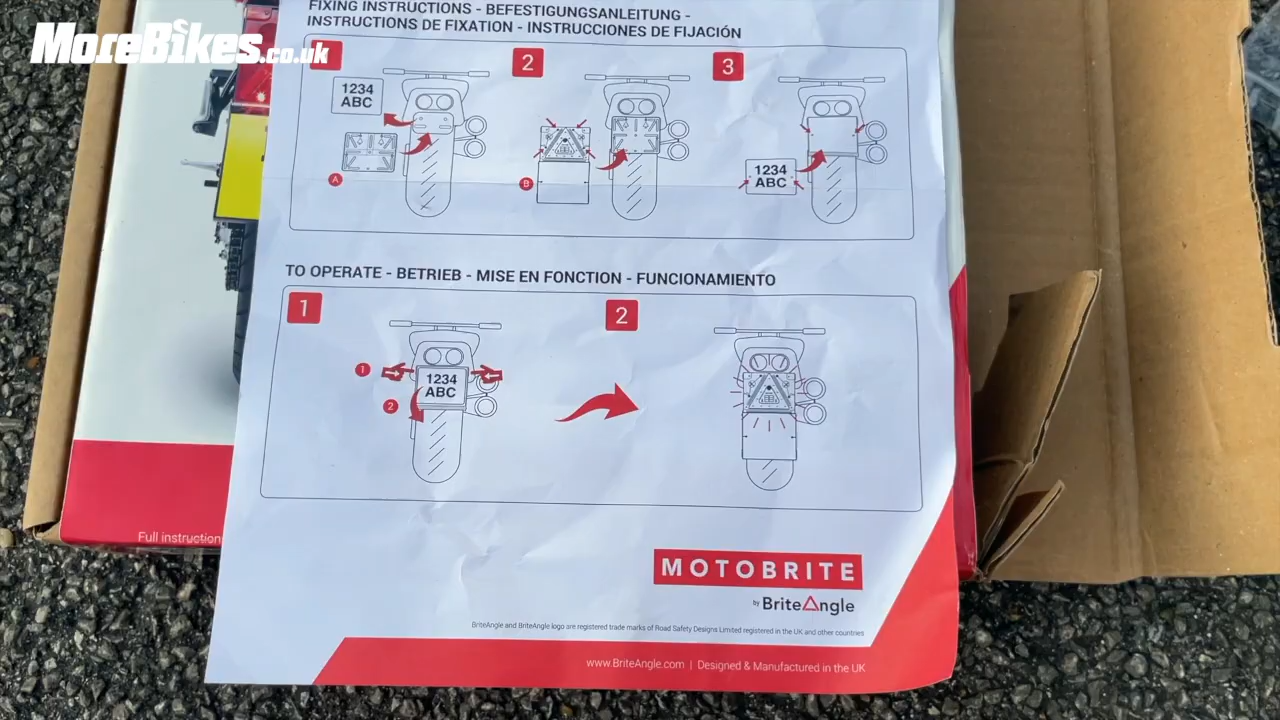 MoreBikes.co.uk
FIXING INSTRUCTIONS - BEFESTIGUNGSANLEITUNG -
INSTRUCTIONS DE FIXATION - INSTRUCCIONES DE FIJACIÓN
1
2
3
1234
ABC
A
B
1234
ABC
TO OPERATE - BETRIEB - MISE EN FONCTION - FUNCIONAMIENTO
1
2
1
1234
ABC
2
Full instruction
MOTOBRITE
by BriteAngle
BriteAngle and BriteAngle logo are registered trade marks of Road Safety Designs Limited registered in the UK and other countries
www.BriteAngle.com | Designed & Manufactured in the UK